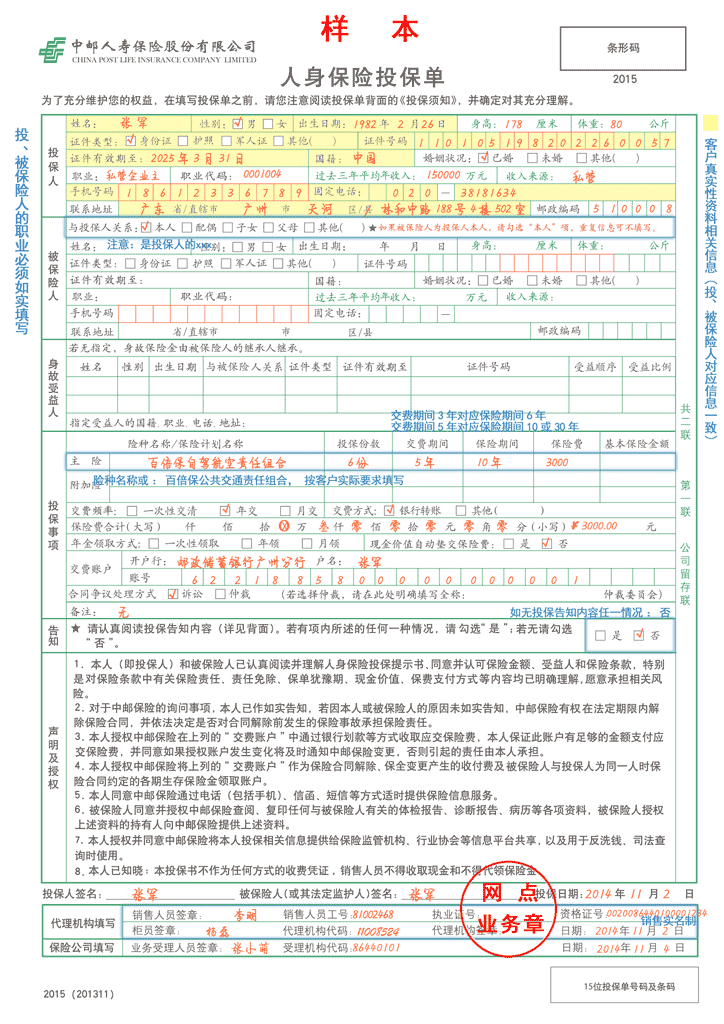 样 本
中邮人寿保险股份有限公司
CHINA POST LIFE INSURANCE COMPANY LIMITED
条形码
2015
人身保险投保单
为了充分维护您的权益，在填写投保单之前，请您注意阅读投保单背面的《投保须知》，并确定对其充分理解。
投、被保险人的职业必须如实填写
客户真实性资料相关信息（投、被保险人对应信息一致）
投保人
姓名： 张军 性别：☑男 □女 出生日期：1982 年 2 月 26 日 身高：178 厘米 体重：80 公斤
证件类型：☑身份证 □护照 □军人证 □其他( ) 证件号码 110105198202260057
证件有效期至：2025 年 3 月 31 日 国籍：中国 婚姻状况：☑已婚 □未婚 □其他( )
职业：私营企业主 职业代码：0001004 过去三年平均年收入：150000 万元 收入来源：私营
手机号码 18612336789 固定电话：020—38181634
联系地址 广东 省/直辖市 广州 市 天河 区/县 林和中路188号4楼502室 邮政编码 510008
被保险人
与投保人关系：☑本人 □配偶 □子女 □父母 □其他( ) ★如果被保险人为投保人本人，请勾选“本人”项，重复信息可不填写。
注意：是投保人的xx
姓名： 性别：□男 □女 出生日期： 年 月 日 身高： 厘米 体重： 公斤
证件类型：□身份证 □护照 □军人证 □其他( ) 证件号码
证件有效期至： 国籍： 婚姻状况：□已婚 □未婚 □其他( )
职业： 职业代码： 过去三年平均年收入： 万元 收入来源：
手机号码 固定电话： —
联系地址 省/直辖市 市 区/县 邮政编码
身故受益人
若无指定，身故保险金由被保险人的继承人继承。
姓名 性别 出生日期 与被保险人关系 证件类型 证件有效期至 证件号码 受益顺序 受益比例
指定受益人的国籍、职业、电话、地址：
交费期间 3 年对应保险期间 6 年
交费期间 5 年对应保险期间 10 或 30 年
共二联 第一联 公司留存联
投保事项
险种名称/保险计划名称 投保份数 交费期间 保险期间 保险费 基本保险金额
主 险 百倍保自驾航空责任组合 6份 5年 10年 3000
附加险
险种名称或 ：百倍保公共交通责任组合， 按客户实际要求填写
交费频率：□ 一次性交清 ☑ 年交 □ 月交 交费方式：☑ 银行转账 □ 其他( )
保险费合计(大写) 仟 佰 拾 ⊗ 万 叁 仟 零 佰 零 拾 零 元 零 角 零 分 (小写) ¥ 3000.00 元
年金领取方式：□ 一次性领取 □ 年领 □ 月领 现金价值自动垫交保险费：□ 是 ☑ 否
交费账户
开户行：邮政储蓄银行广州分行 户名： 张军
账号 6221885800000000001
合同争议处理方式 ☑ 诉讼 □ 仲裁 (若选择仲裁，请在此处明确填写全称： 仲裁委员会)
备注： 无
如无投保告知内容任一情况 ：否
告知
★ 请认真阅读投保告知内容（详见背面）。若有项内所述的任何一种情况，请 勾选“ 是 ”；若无请勾选
“ 否 ”。
□ 是 ☑ 否
声明及授权
1．本人（即投保人）和被保险人已认真阅读并理解人身保险投保提示书、同意并认可保险金额、受益人和保险条款，特别
是对保险条款中有关保险责任、责任免除、保单犹豫期、现金价值、保费支付方式等内容均已明确理解，愿意承担相关风
险。
2．对于中邮保险的询问事项，本人已作如实告知，若因本人或被保险人的原因未如实告知，中邮保险有权在法定期限内解
除保险合同，并依法决定是否对合同解除前发生的保险事故承担保险责任。
3．本人授权中邮保险在上列的“ 交费账户 ”中通过银行划款等方式收取应交保险费，本人保证此账户有足够的金额支付应
交保险费，并同意如果授权账户发生变化将及时通知中邮保险变更，否则引起的责任由本人承担。
4．本人授权中邮保险将上列的“ 交费账户 ”作为保险合同解除、保全变更产生的收付费及被保险人与投保人为同一人时保
险合同约定的各期生存保险金领取账户。
5．本人同意中邮保险通过电话（包括手机）、信函、短信等方式适时提供保险信息服务。
6．被保险人同意并授权中邮保险查阅、复印任何与被保险人有关的体检报告、诊断报告、病历等各项资料，被保险人授权
上述资料的持有人向中邮保险提供上述资料。
7．本人授权并同意中邮保险将本人投保相关信息提供给保险监管机构、行业协会等信息平台共享，以及用于反洗钱、司法查
询时使用。
8．本人已知晓：本投保书不作为任何方式的收费凭证，销售人员不得收取现金和不得代领保险金
投保人签名： 张军 被保险人（或其法定监护人）签名： 张军 投保日期：2014 年 11 月 2 日
网 点
业务章
代理机构填写
销售人员签章： 李明 销售人员工号：81002468 执业证号： 资格证号：00200864401000001234
销售实名制
柜员签章： 杨磊 代理机构代码：11008524 代理机构签章： 日期： 2014年 11 月 2 日
保险公司填写
业务受理人员签章：张小萌 受理机构代码：86440101 日期： 2014年 11 月 4 日
2015 (201311)
15位投保单号码及条码